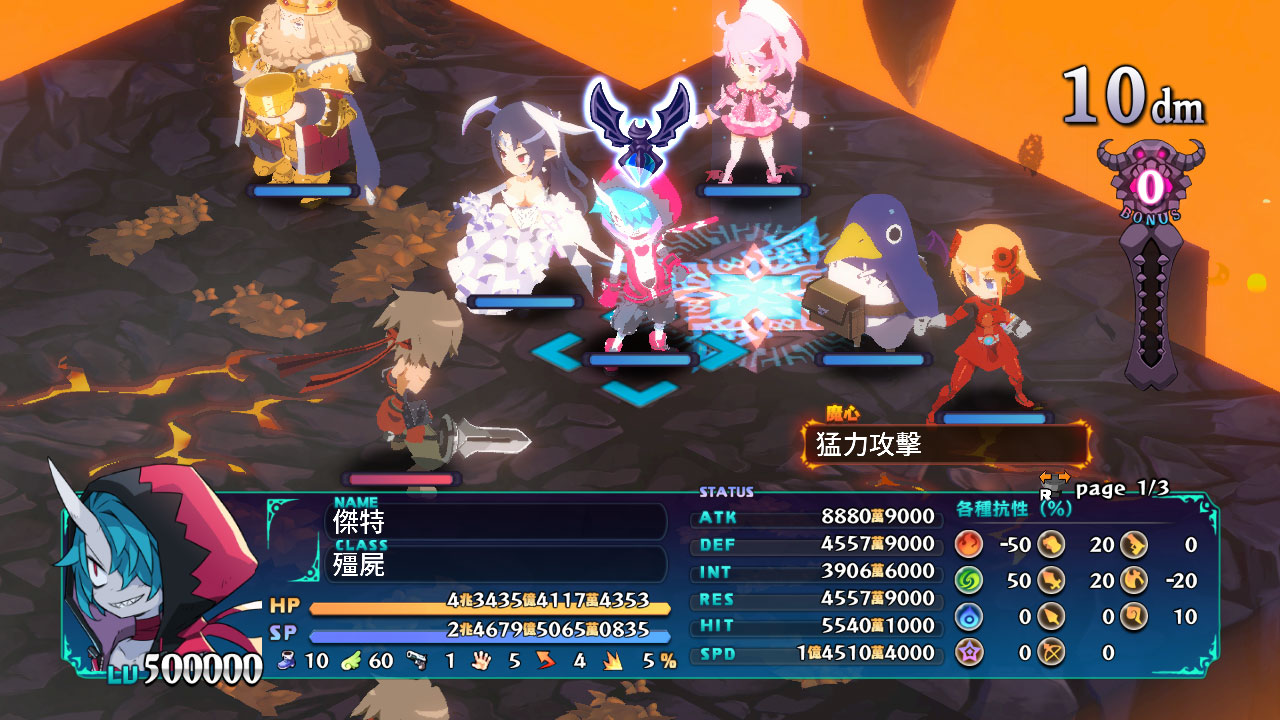 10dm
0
BONUS
魔心
猛力攻擊
R page 1/3
NAME
傑特
CLASS
殭屍
HP 4兆3435億4117萬4353
SP 2兆4679億5065萬0835
LV 500000
10 60 1 5 4 5%
STATUS
ATK 8880萬9000
DEF 4557萬9000
INT 3906萬6000
RES 4557萬9000
HIT 5540萬1000
SPD 1億4510萬4000
各種抗性 (%)
-50 20 0
50 20 -20
0 0 10
0 0